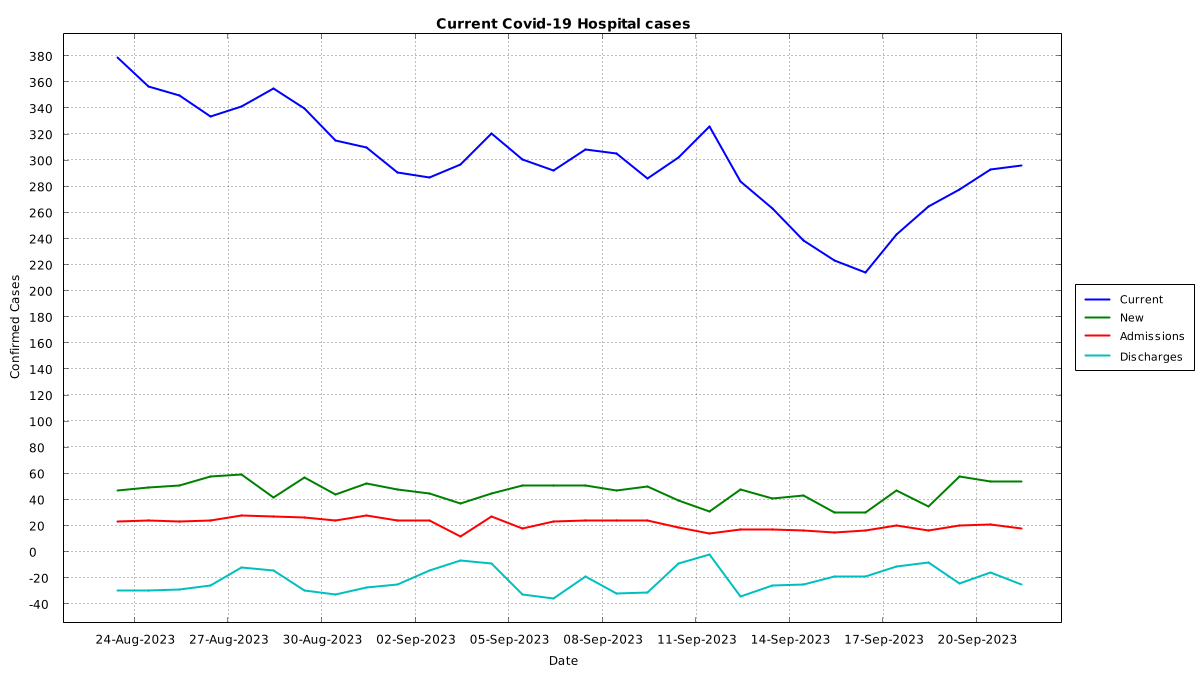 Current Covid-19 Hospital cases
380
360
340
320
300
280
260
240
220
200
180
160
140
120
100
80
60
40
20
0
-20
-40
Confirmed Cases
24-Aug-2023 27-Aug-2023 30-Aug-2023 02-Sep-2023 05-Sep-2023 08-Sep-2023 11-Sep-2023 14-Sep-2023 17-Sep-2023 20-Sep-2023
Date
Current
New
Admissions
Discharges